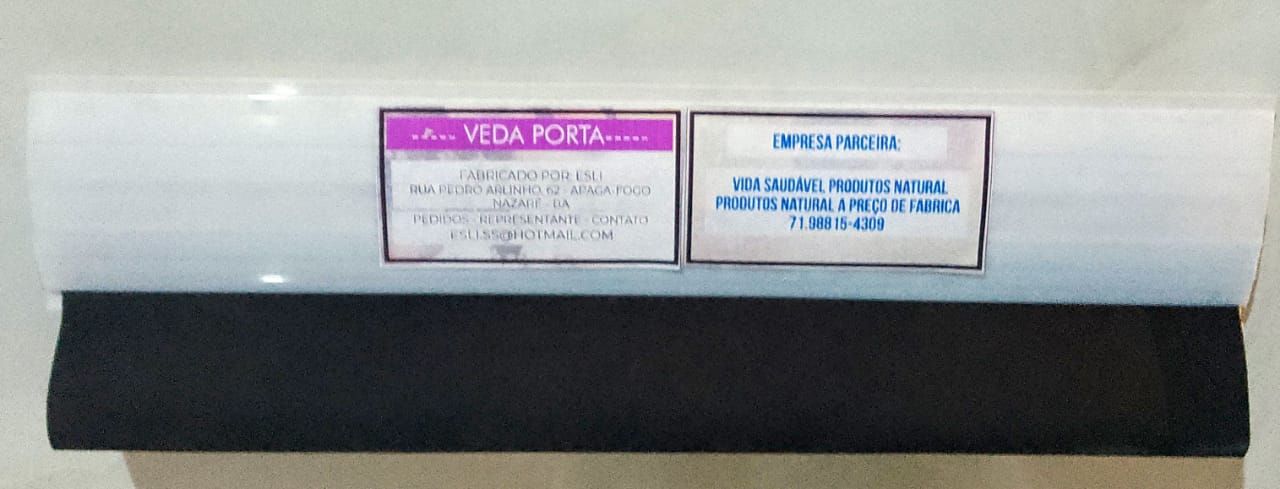 VEDA PORTA
FABRICADO POR: ESLI
RUA PEDRO ARLINHO, 62 - APAGA-FOGO
NAZARÉ - BA
PEDIDOS - REPRESENTANTE - CONTATO
ESLI.SS@HOTMAIL.COM
EMPRESA PARCEIRA:
VIDA SAUDÁVEL PRODUTOS NATURAL
PRODUTOS NATURAL A PREÇO DE FABRICA
71.98815-4309